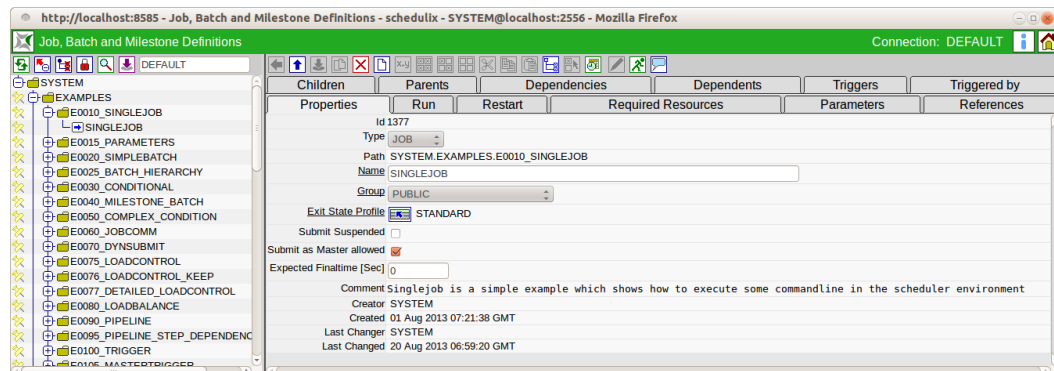 http://localhost:8585 - Job, Batch and Milestone Definitions - schedulix - SYSTEM@localhost:2556 - Mozilla Firefox
Job, Batch and Milestone Definitions
Connection: DEFAULT
DEFAULT
SYSTEM
EXAMPLES
E0010_SINGLEJOB
SINGLEJOB
E0015_PARAMETERS
E0020_SIMPLEBATCH
E0025_BATCH_HIERARCHY
E0030_CONDITIONAL
E0040_MILESTONE_BATCH
E0050_COMPLEX_CONDITION
E0060_JOBCOMM
E0070_DYNSUBMIT
E0075_LOADCONTROL
E0076_LOADCONTROL_KEEP
E0077_DETAILED_LOADCONTROL
E0080_LOADBALANCE
E0090_PIPELINE
E0095_PIPELINE_STEP_DEPENDENC
E0100_TRIGGER
E0105_MASTERTRIGGER
Children Parents Dependencies Dependents Triggers Triggered by
Properties Run Restart Required Resources Parameters References
Id 1377
Type JOB
Path SYSTEM.EXAMPLES.E0010_SINGLEJOB
Name SINGLEJOB
Group PUBLIC
Exit State Profile STANDARD
Submit Suspended
Submit as Master allowed
Expected Finaltime [Sec] 0
Comment Singlejob is a simple example which shows how to execute some commandline in the scheduler environment
Creator SYSTEM
Created 01 Aug 2013 07:21:38 GMT
Last Changer SYSTEM
Last Changed 20 Aug 2013 06:59:20 GMT